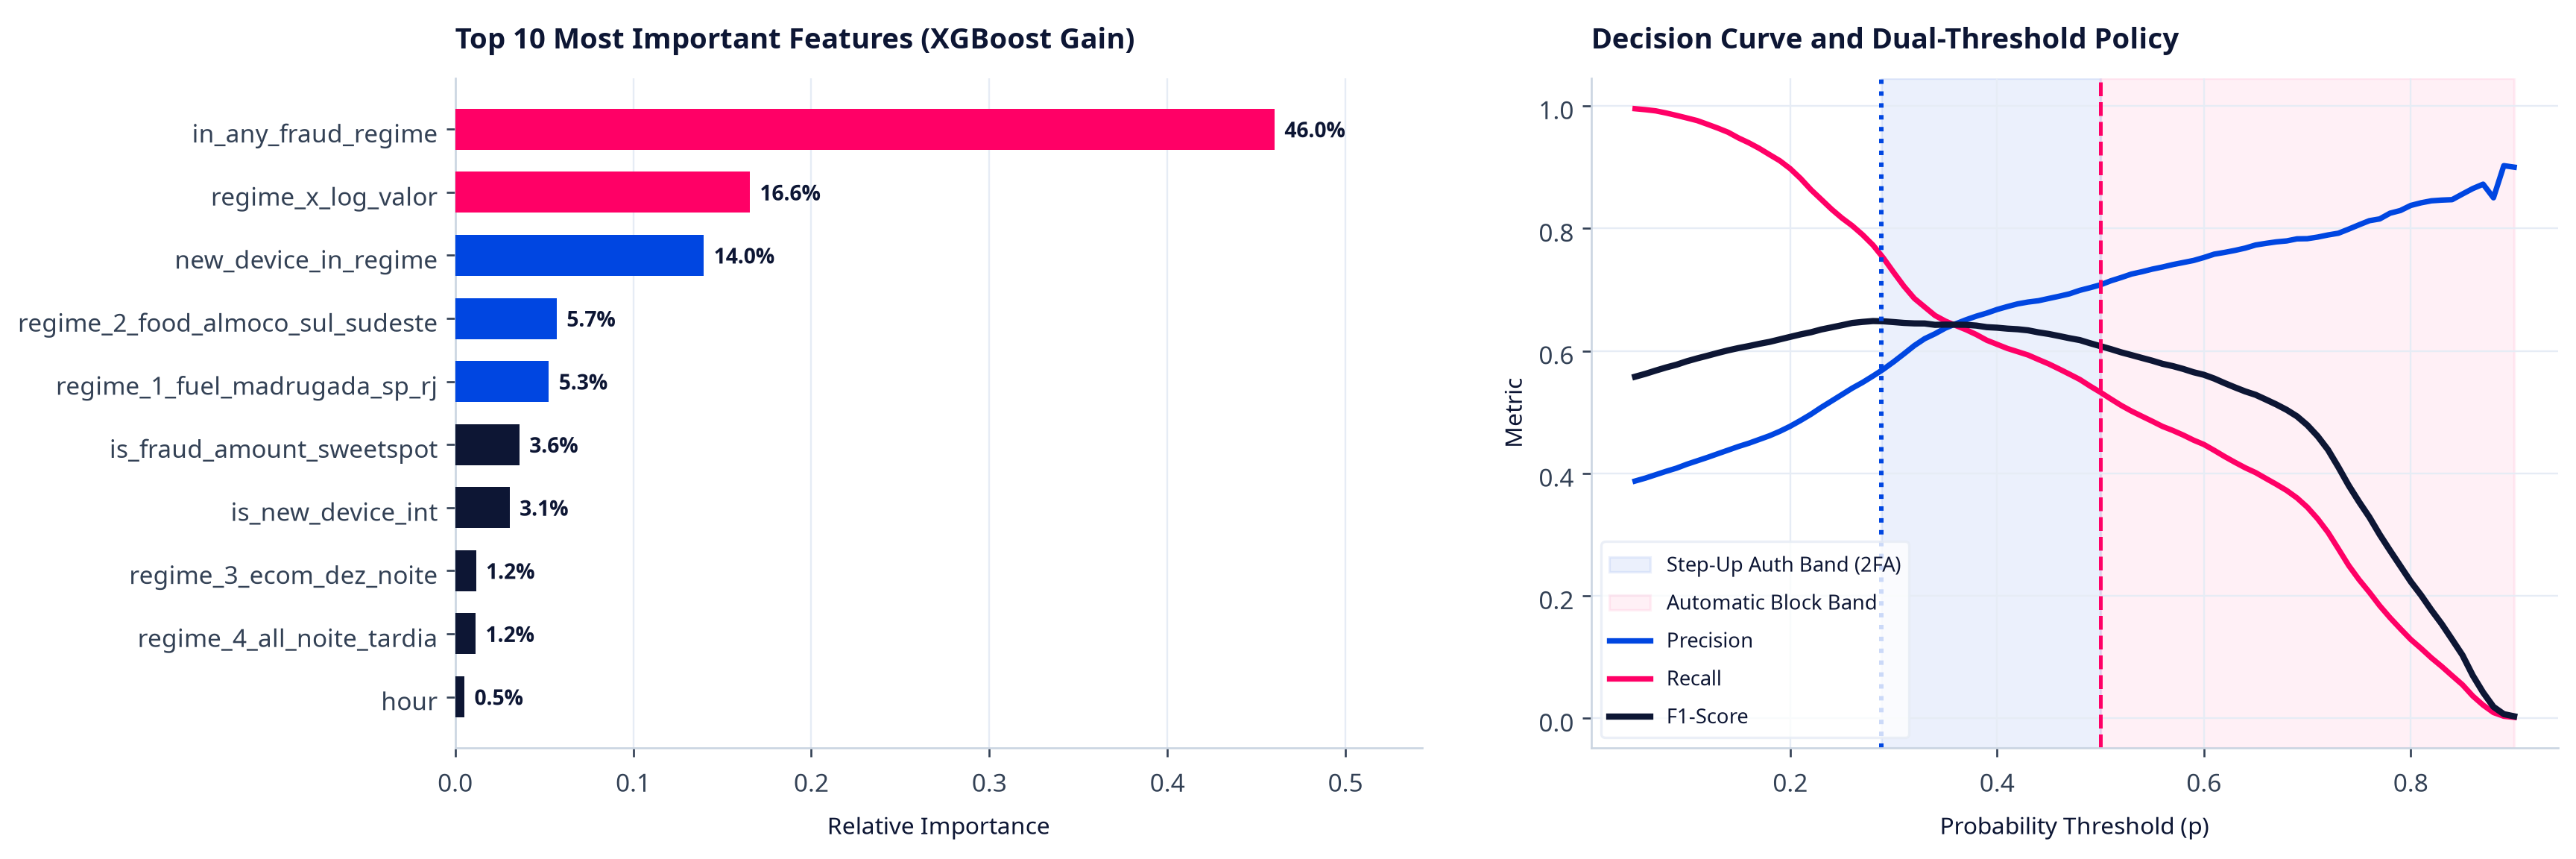 Top 10 Most Important Features (XGBoost Gain)
in_any_fraud_regime
46.0%
regime_x_log_valor
16.6%
new_device_in_regime
14.0%
regime_2_food_almoco_sul_sudeste
5.7%
regime_1_fuel_madrugada_sp_rj
5.3%
is_fraud_amount_sweetspot
3.6%
is_new_device_int
3.1%
regime_3_ecom_dez_noite
1.2%
regime_4_all_noite_tardia
1.2%
hour
0.5%
0.0 0.1 0.2 0.3 0.4 0.5
Relative Importance
Decision Curve and Dual-Threshold Policy
Metric
1.0
0.8
0.6
0.4
0.2
0.0
Step-Up Auth Band (2FA)
Automatic Block Band
Precision
Recall
F1-Score
0.2 0.4 0.6 0.8
Probability Threshold (p)